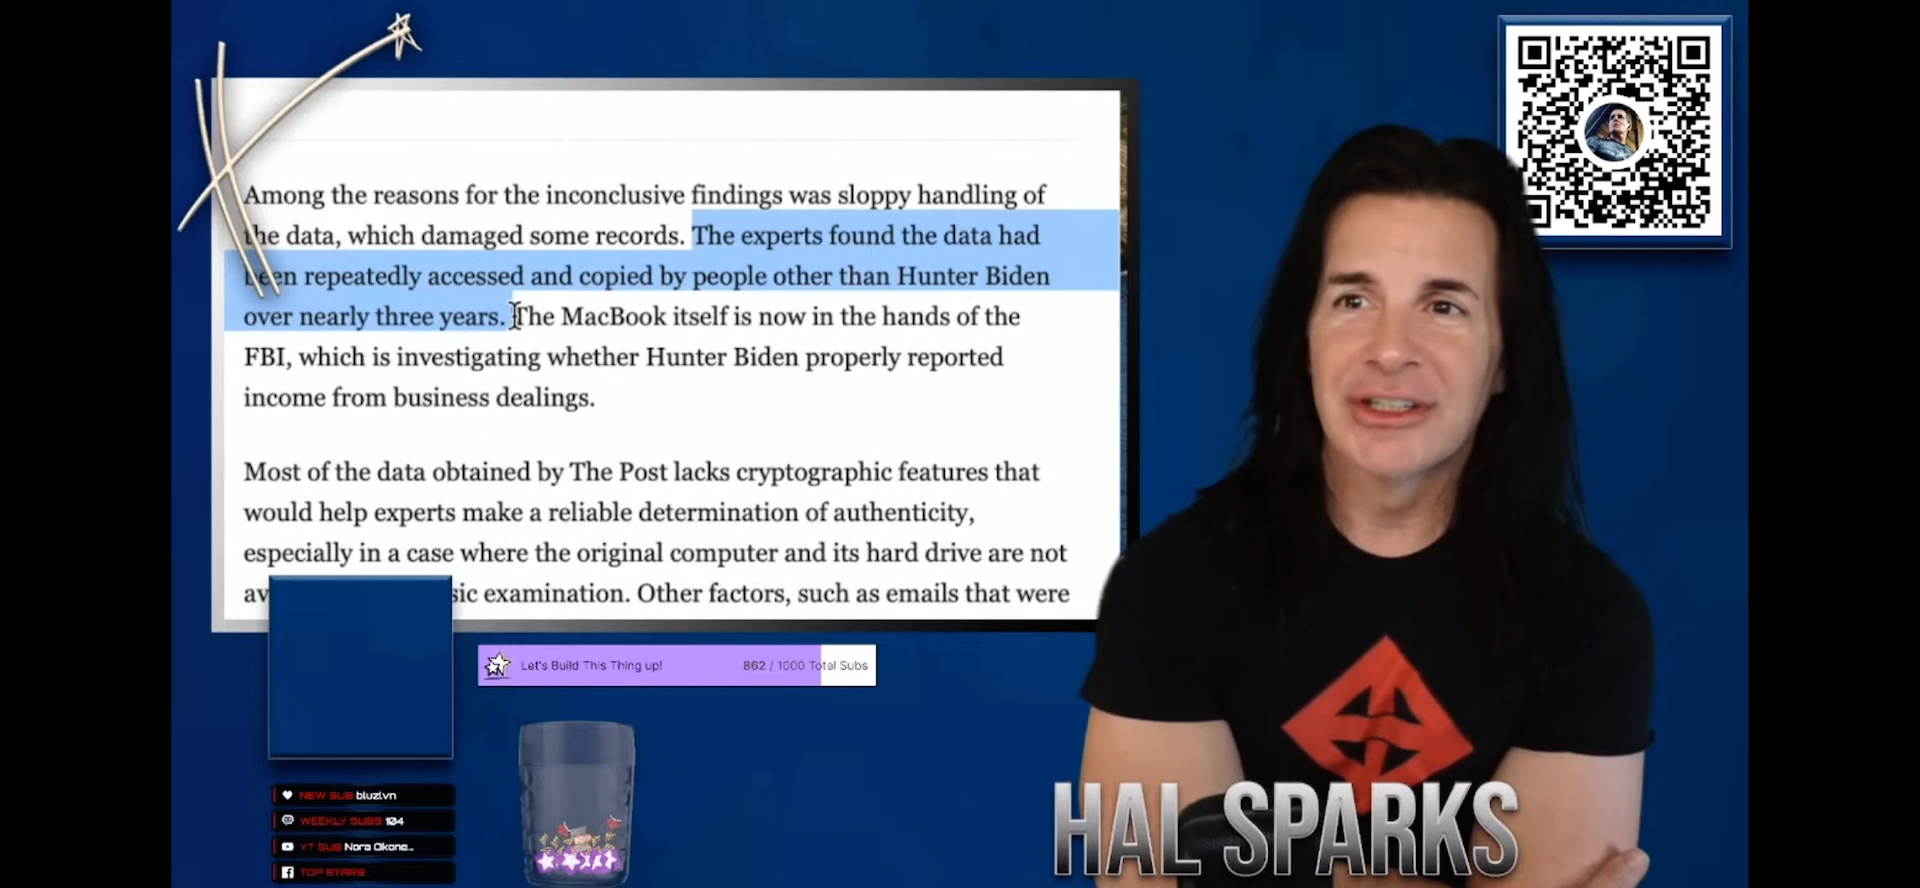 Among the reasons for the inconclusive findings was sloppy handling of
the data, which damaged some records. The experts found the data had
been repeatedly accessed and copied by people other than Hunter Biden
over nearly three years. The MacBook itself is now in the hands of the
FBI, which is investigating whether Hunter Biden properly reported
income from business dealings.
Most of the data obtained by The Post lacks cryptographic features that
would help experts make a reliable determination of authenticity,
especially in a case where the original computer and its hard drive are not
av sic examination. Other factors, such as emails that were
Let's Build This Thing up! 862 / 1000 Total Subs
NEW SUB bluzlvn
WEEKLY SUBS 104
YT SUB Nora Okone...
TOP STARS
HAL SPARKS